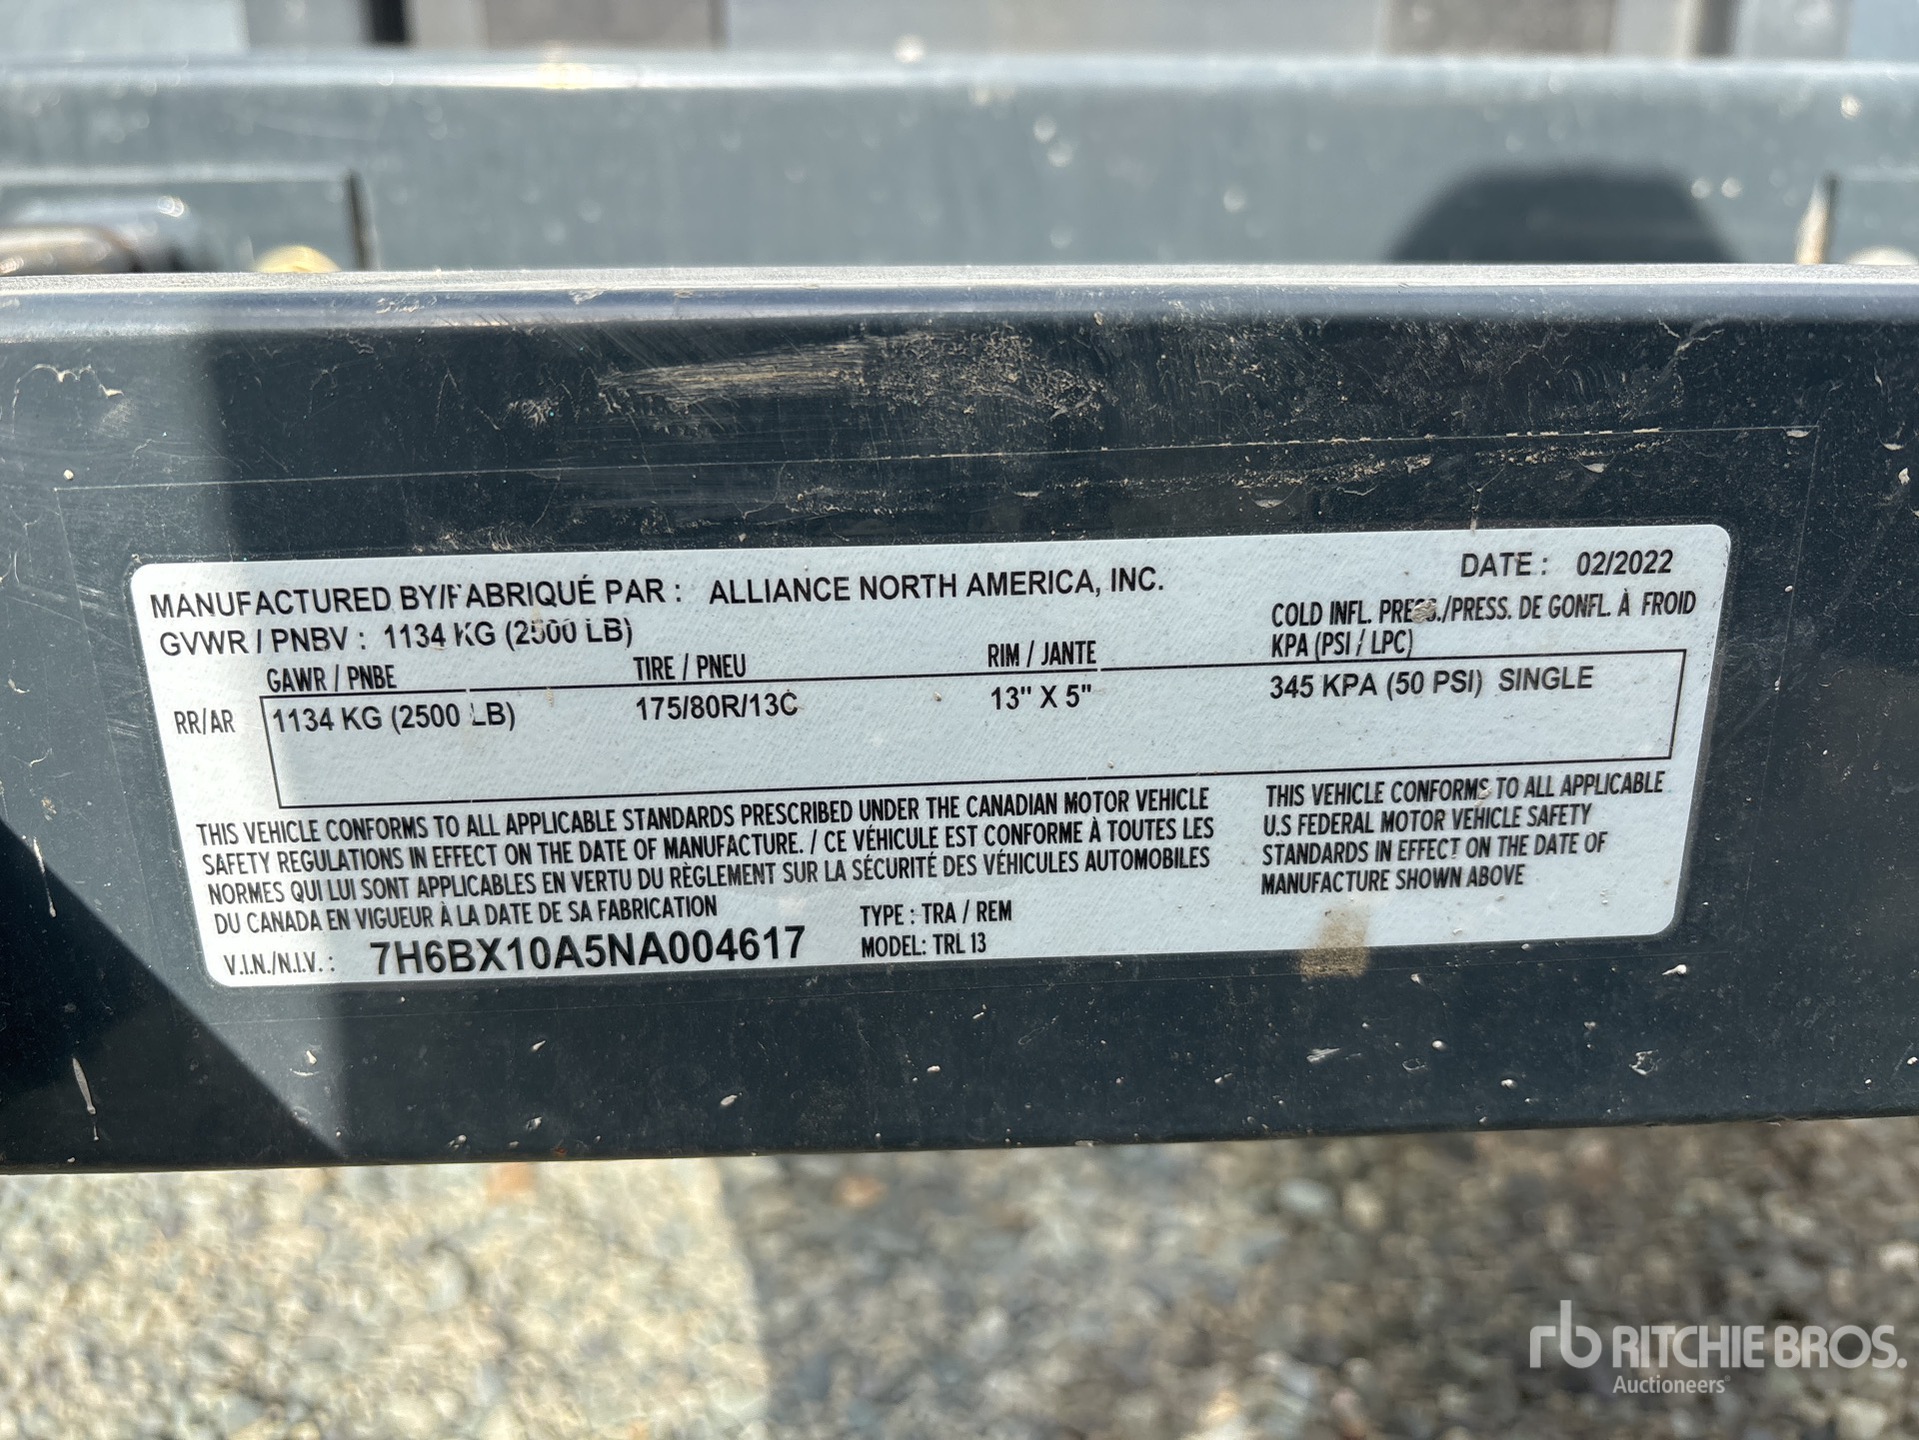 MANUFACTURED BY/FABRIQUÉ PAR : ALLIANCE NORTH AMERICA, INC.
DATE : 02/2022
GVWR / PNBV : 1134 KG (2500 LB)
COLD INFL. PRESS./PRESS. DE GONFL. À FROID
KPA (PSI / LPC)
GAWR / PNBE TIRE / PNEU RIM / JANTE
RR/AR 1134 KG (2500 LB) 175/80R/13C 13" X 5" 345 KPA (50 PSI) SINGLE
THIS VEHICLE CONFORMS TO ALL APPLICABLE STANDARDS PRESCRIBED UNDER THE CANADIAN MOTOR VEHICLE
SAFETY REGULATIONS IN EFFECT ON THE DATE OF MANUFACTURE. / CE VÉHICULE EST CONFORME À TOUTES LES
NORMES QUI LUI SONT APPLICABLES EN VERTU DU RÈGLEMENT SUR LA SÉCURITÉ DES VÉHICULES AUTOMOBILES
DU CANADA EN VIGUEUR À LA DATE DE SA FABRICATION
THIS VEHICLE CONFORMS TO ALL APPLICABLE
U.S FEDERAL MOTOR VEHICLE SAFETY
STANDARDS IN EFFECT ON THE DATE OF
MANUFACTURE SHOWN ABOVE
TYPE : TRA / REM
V.I.N./N.I.V. : 7H6BX10A5NA004617
MODEL: TRL 13
rb RITCHIE BROS.
Auctioneers